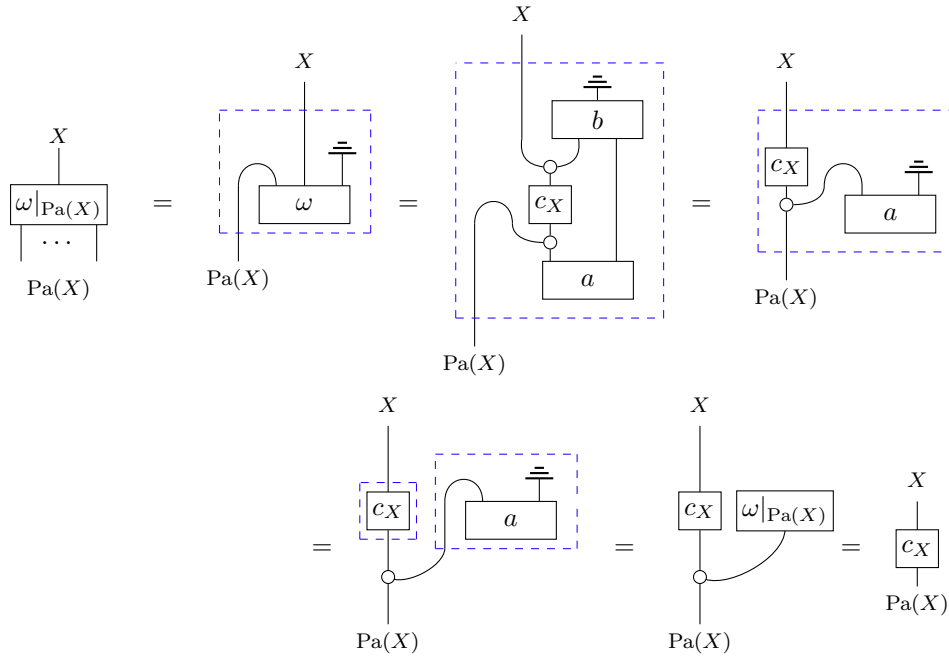 X
ω|Pa(X)
···
Pa(X)
=
X
ω
Pa(X)
=
X
b
c_X
a
Pa(X)
=
X
c_X
a
Pa(X)
=
X
c_X
a
Pa(X)
=
X
c_X ω|Pa(X)
Pa(X)
=
X
c_X
Pa(X)